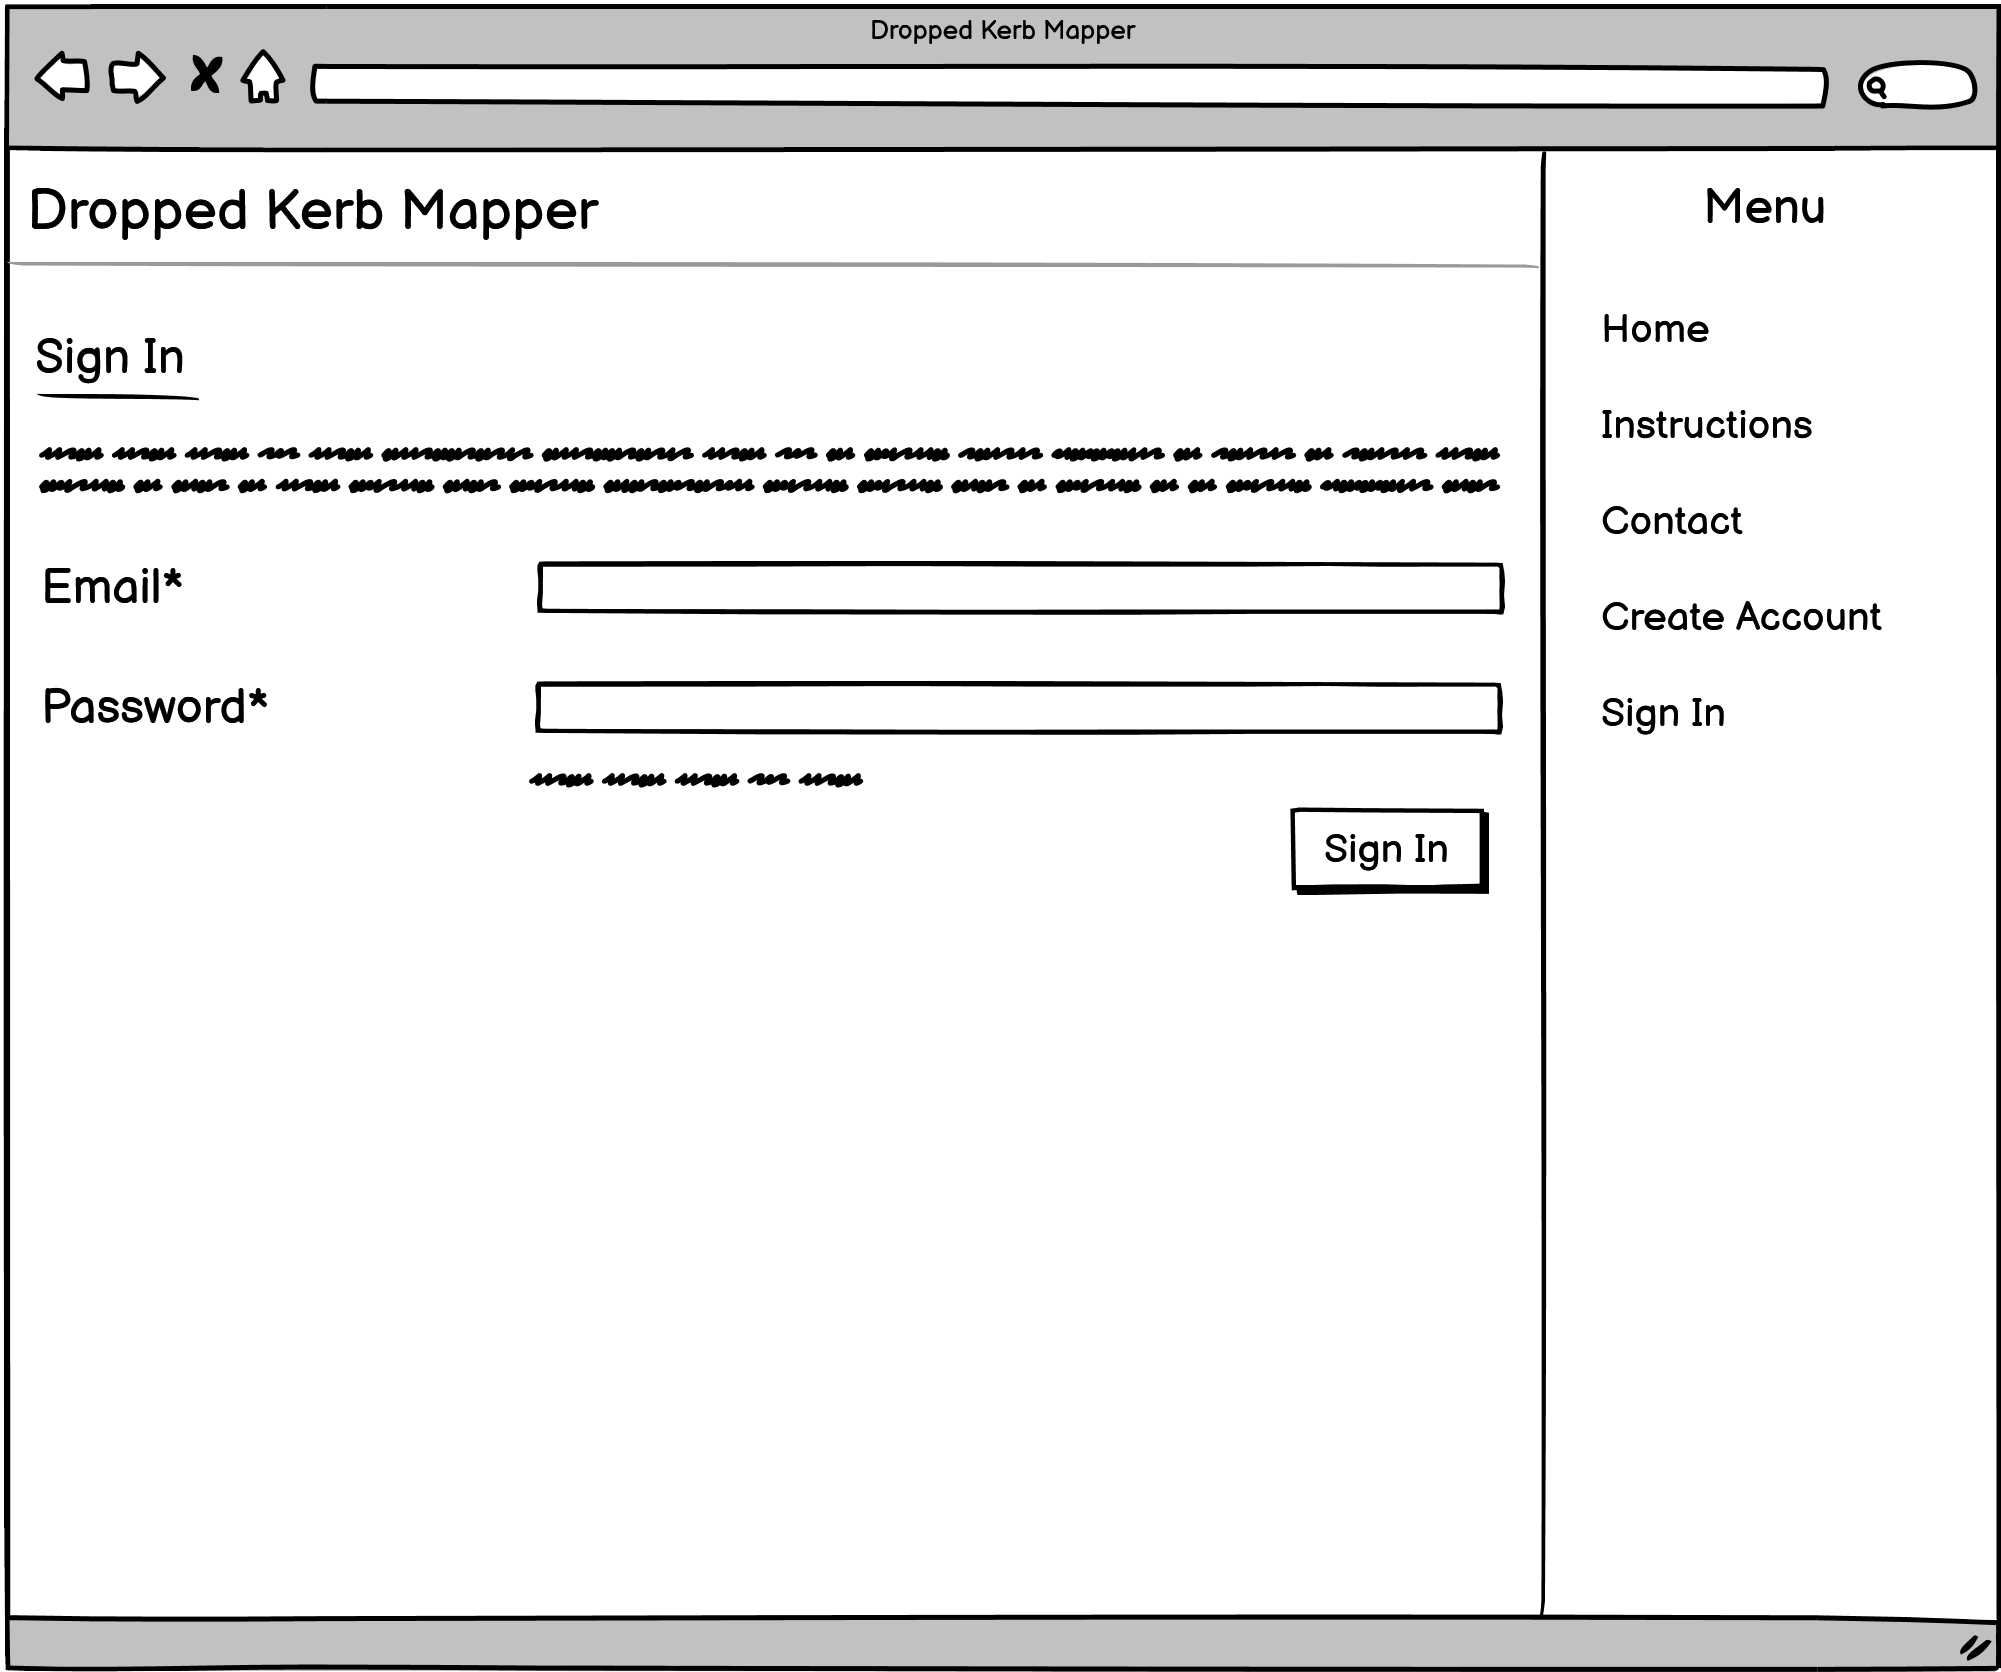 Dropped Kerb Mapper
Dropped Kerb Mapper
Sign In
Email*
Password*
Sign In
Menu
Home
Instructions
Contact
Create Account
Sign In